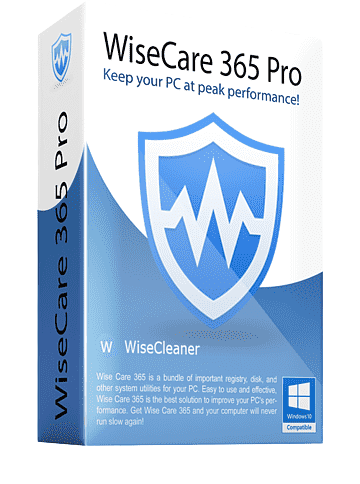 WiseCare 365 Pro
Keep your PC at peak performance!
WiseCare 365 Pro
W WiseCleaner
Wise Care 365 is a bundle of important registry, disk, and
other system utilities for your PC. Easy to use and effective,
Wise Care 365 is the best solution to improve your PC's per-
formance. Get Wise Care 365 and your computer will never
run slow again!
Windows 10
Compatible